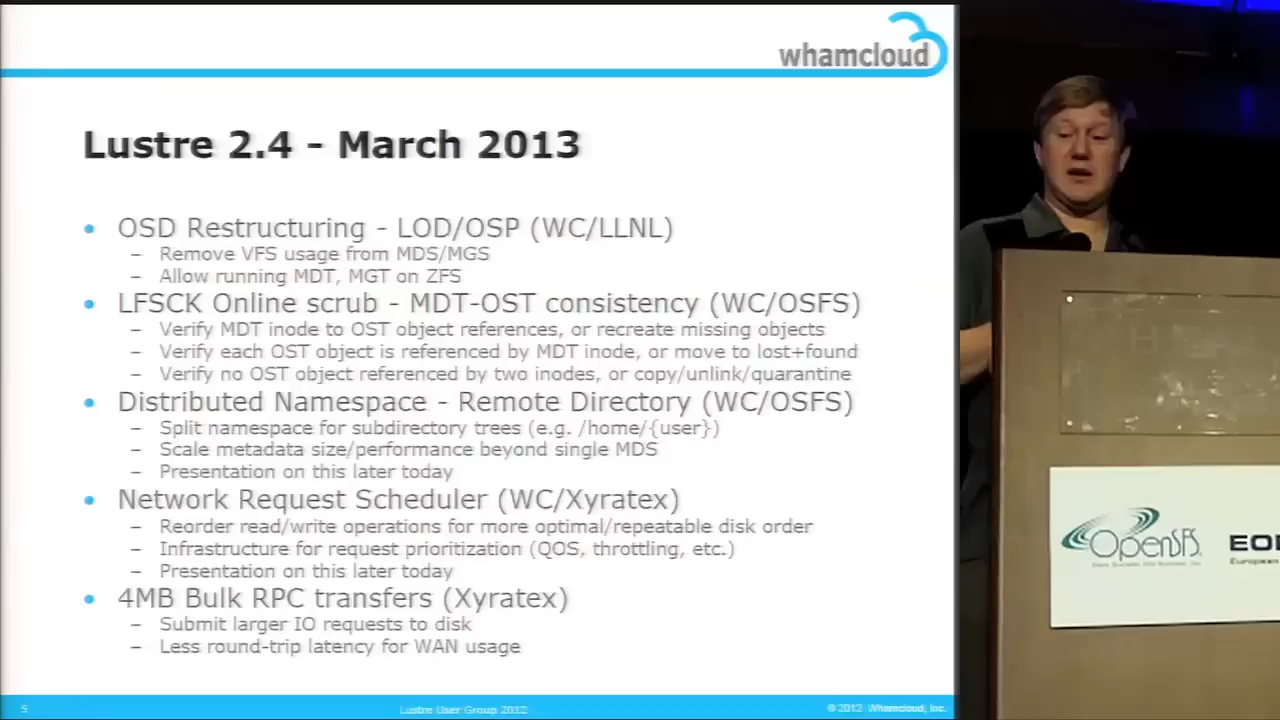 whamcloud
Lustre 2.4 - March 2013
• OSD Restructuring - LOD/OSP (WC/LLNL)
– Remove VFS usage from MDS/MGS
– Allow running MDT, MGT on ZFS
• LFSCK Online scrub - MDT-OST consistency (WC/OSFS)
– Verify MDT inode to OST object references, or recreate missing objects
– Verify each OST object is referenced by MDT inode, or move to lost+found
– Verify no OST object referenced by two inodes, or copy/unlink/quarantine
• Distributed Namespace - Remote Directory (WC/OSFS)
– Split namespace for subdirectory trees (e.g. /home/{user})
– Scale metadata size/performance beyond single MDS
– Presentation on this later today
• Network Request Scheduler (WC/Xyratex)
– Reorder read/write operations for more optimal/repeatable disk order
– Infrastructure for request prioritization (QOS, throttling, etc.)
– Presentation on this later today
• 4MB Bulk RPC transfers (Xyratex)
– Submit larger IO requests to disk
– Less round-trip latency for WAN usage
5
Lustre User Group 2012
© 2012 Whamcloud, Inc.
OpenSFS
European